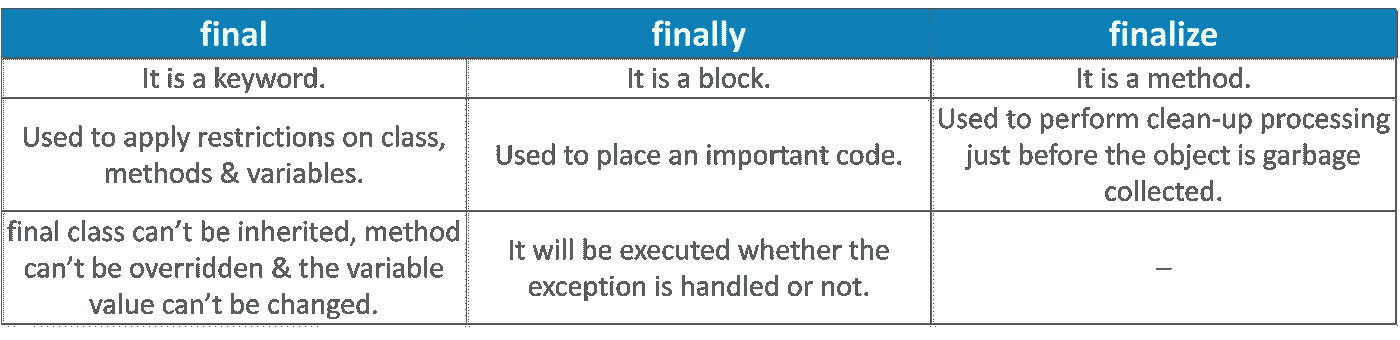 final
finally
finalize
It is a keyword.
It is a block.
It is a method.
Used to apply restrictions on class,
methods & variables.
Used to place an important code.
Used to perform clean-up processing
just before the object is garbage
collected.
final class can’t be inherited, method
can’t be overridden & the variable
value can’t be changed.
It will be executed whether the
exception is handled or not.
–